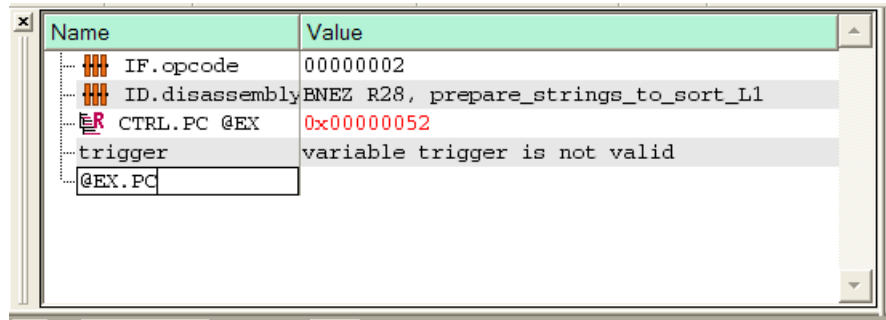 Name Value
IF.opcode 00000002
ID.disassembly BNEZ R28, prepare_strings_to_sort_L1
CTRL.PC @EX 0x00000052
trigger variable trigger is not valid
@EX.PC